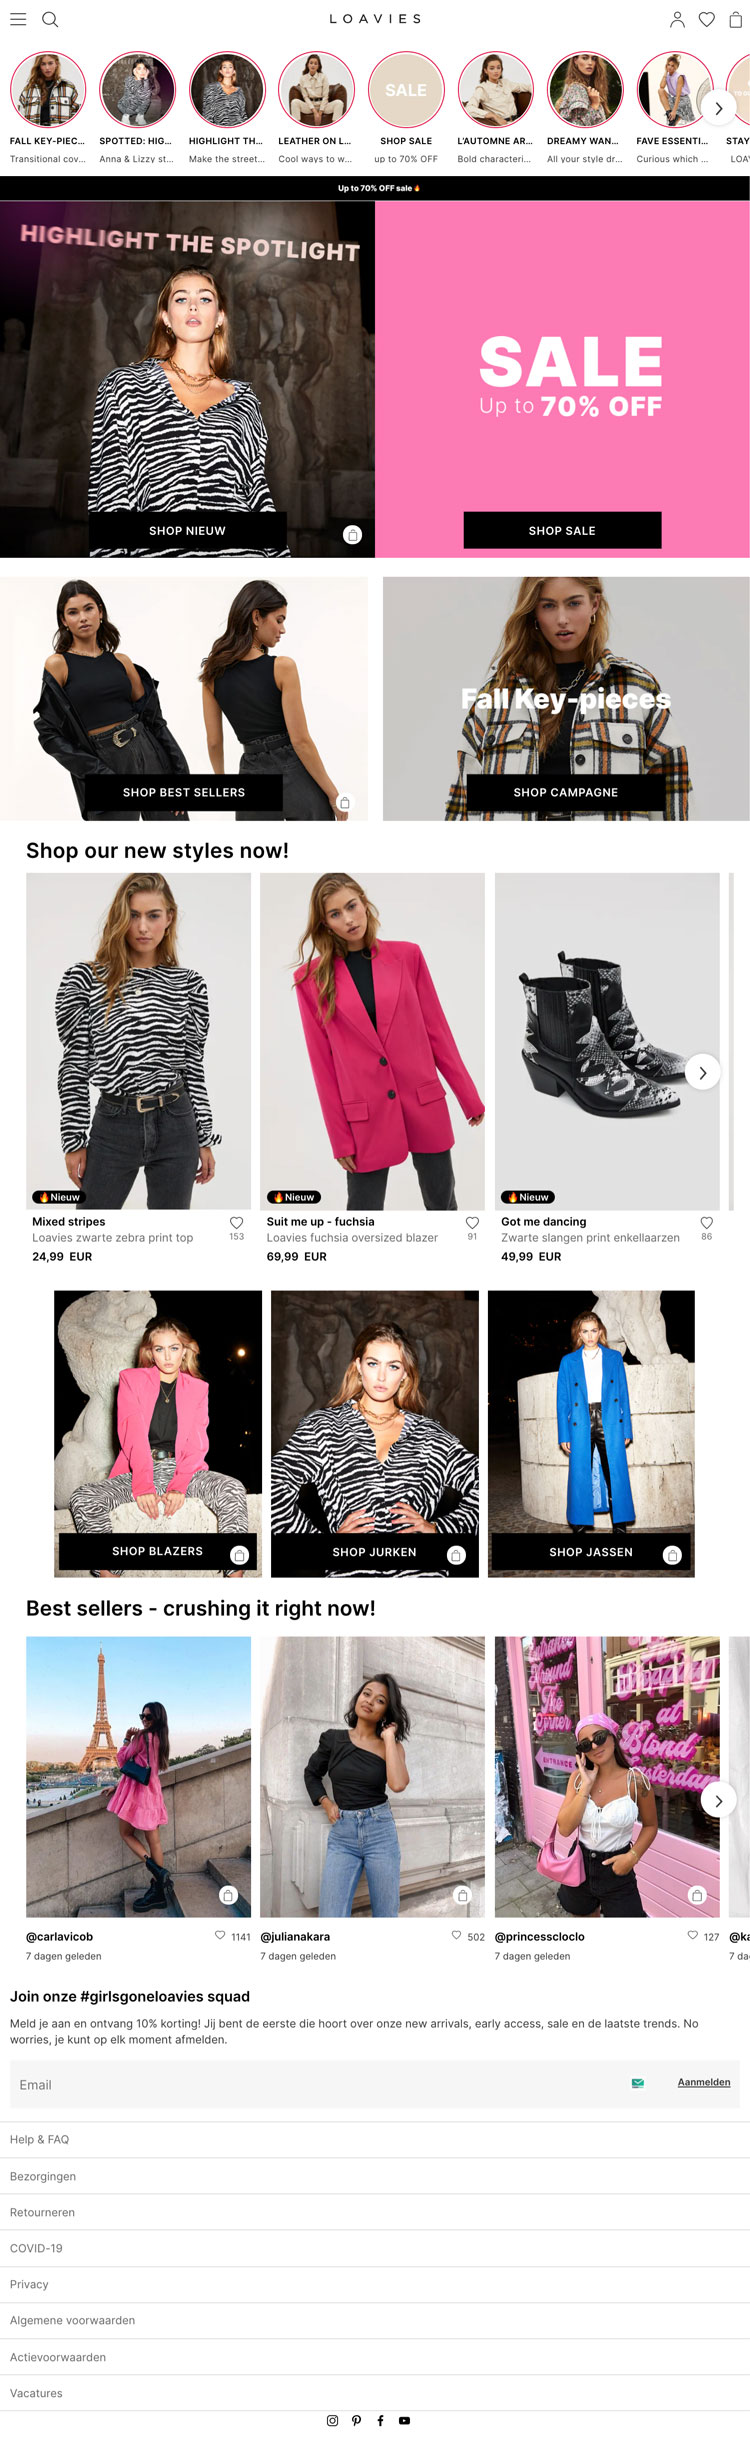 LOAVIES
FALL KEY-PIEC...
SPOTTED: HIG...
HIGHLIGHT TH...
LEATHER ON L...
SALE
SHOP SALE
L'AUTOMNE AR...
DREAMY WAN...
FAVE ESSENTI...
STAY
Transitional cov...
Anna & Lizzy st...
Make the street...
Cool ways to w...
up to 70% OFF
Bold characteri...
All your style dr...
Curious which ...
LOA
Up to 70% OFF sale🔥
HIGHLIGHT THE SPOTLIGHT
SHOP NIEUW
SALE
Up to 70% OFF
SHOP SALE
SHOP BEST SELLERS
Fall Key-pieces
SHOP CAMPAGNE
Shop our new styles now!
🔥Nieuw
Mixed stripes
153
Loavies zwarte zebra print top
24,99 EUR
🔥Nieuw
Suit me up - fuchsia
91
Loavies fuchsia oversized blazer
69,99 EUR
🔥Nieuw
Got me dancing
86
Zwarte slangen print enkellaarzen
49,99 EUR
SHOP BLAZERS
SHOP JURKEN
SHOP JASSEN
Best sellers - crushing it right now!
Around
The
Corner
ENTRANCE
at
Blond
Amsterdam
@carlavicob
1141
7 dagen geleden
@julianakara
502
7 dagen geleden
@princesscloclo
127
7 dagen geleden
@ka
7 da
Join onze #girlsgoneloavies squad
Meld je aan en ontvang 10% korting! Jij bent de eerste die hoort over onze new arrivals, early access, sale en de laatste trends. No
worries, je kunt op elk moment afmelden.
Email
Aanmelden
Help & FAQ
Bezorgingen
Retourneren
COVID-19
Privacy
Algemene voorwaarden
Actievoorwaarden
Vacatures